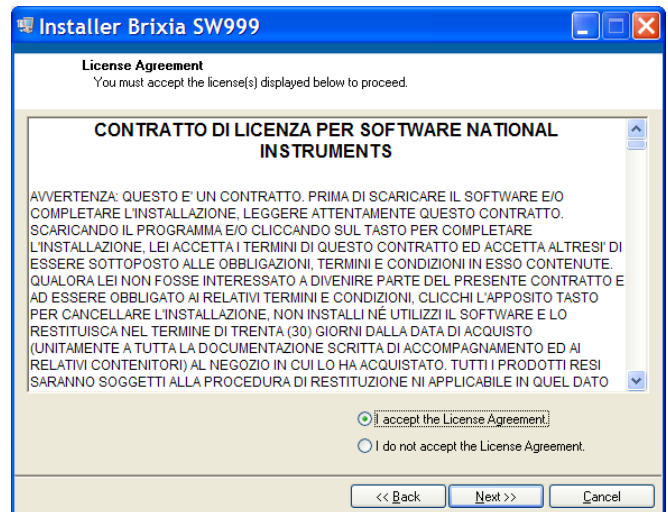 Installer Brixia SW999
License Agreement
You must accept the license(s) displayed below to proceed.
CONTRATTO DI LICENZA PER SOFTWARE NATIONAL
INSTRUMENTS
AVVERTENZA: QUESTO E' UN CONTRATTO. PRIMA DI SCARICARE IL SOFTWARE E/O
COMPLETARE L'INSTALLAZIONE, LEGGERE ATTENTAMENTE QUESTO CONTRATTO.
SCARICANDO IL PROGRAMMA E/O CLICCANDO SUL TASTO PER COMPLETARE
L'INSTALLAZIONE, LEI ACCETTA I TERMINI DI QUESTO CONTRATTO ED ACCETTA ALTRESI' DI
ESSERE SOTTOPOSTO ALLE OBBLIGAZIONI, TERMINI E CONDIZIONI IN ESSO CONTENUTE.
QUALORA LEI NON FOSSE INTERESSATO A DIVENIRE PARTE DEL PRESENTE CONTRATTO E
AD ESSERE OBBLIGATO AI RELATIVI TERMINI E CONDIZIONI, CLICCHI L'APPOSITO TASTO
PER CANCELLARE L'INSTALLAZIONE, NON INSTALLI NÉ UTILIZZI IL SOFTWARE E LO
RESTITUISCA NEL TERMINE DI TRENTA (30) GIORNI DALLA DATA DI ACQUISTO
(UNITAMENTE A TUTTA LA DOCUMENTAZIONE SCRITTA DI ACCOMPAGNAMENTO ED AI
RELATIVI CONTENITORI) AL NEGOZIO IN CUI LO HA ACQUISTATO. TUTTI I PRODOTTI RESI
SARANNO SOGGETTI ALLA PROCEDURA DI RESTITUZIONE NI APPLICABILE IN QUEL DATO
I accept the License Agreement.
I do not accept the License Agreement.
<< Back
Next >>
Cancel